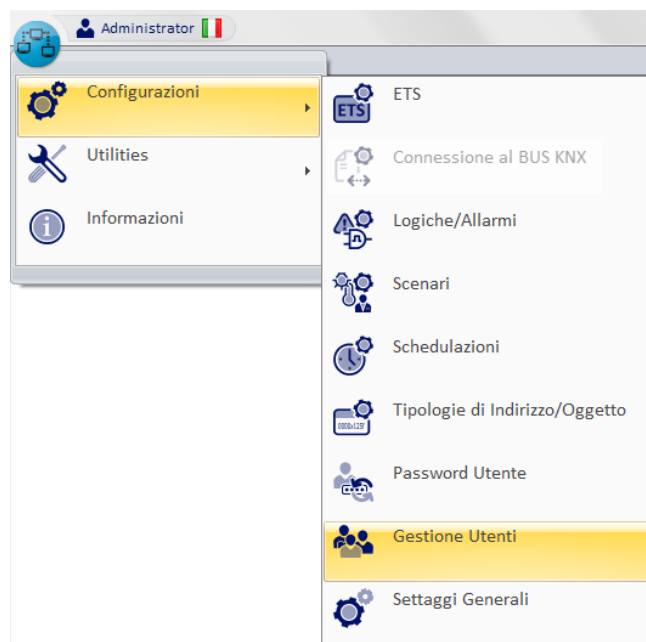 Administrator
Configurazioni
Utilities
Informazioni
ETS
ETS
Connessione al BUS KNX
Logiche/Allarmi
Scenari
Schedulazioni
Tipologie di Indirizzo/Oggetto
Password Utente
Gestione Utenti
Settaggi Generali